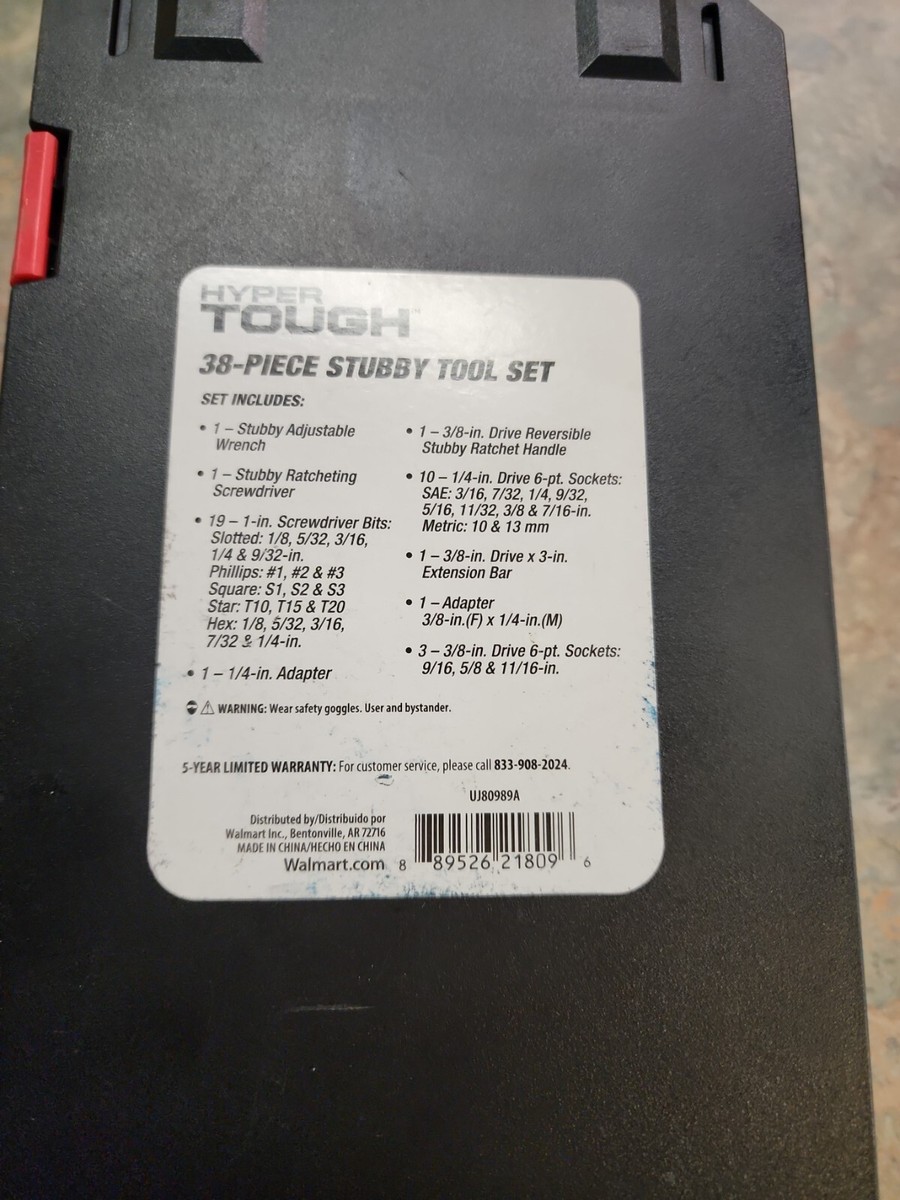 HYPER
TOUGH™
38-PIECE STUBBY TOOL SET
SET INCLUDES:
• 1 – Stubby Adjustable
Wrench
• 1 – Stubby Ratcheting
Screwdriver
• 19 – 1-in. Screwdriver Bits:
Slotted: 1/8, 5/32, 3/16,
1/4 & 9/32-in.
Phillips: #1, #2 & #3
Square: S1, S2 & S3
Star: T10, T15 & T20
Hex: 1/8, 5/32, 3/16,
7/32 & 1/4-in.
• 1 – 1/4-in. Adapter
• 1 – 3/8-in. Drive Reversible
Stubby Ratchet Handle
• 10 – 1/4-in. Drive 6-pt. Sockets:
SAE: 3/16, 7/32, 1/4, 9/32,
5/16, 11/32, 3/8 & 7/16-in.
Metric: 10 & 13 mm
• 1 – 3/8-in. Drive x 3-in.
Extension Bar
• 1 – Adapter
3/8-in.(F) x 1/4-in.(M)
• 3 – 3/8-in. Drive 6-pt. Sockets:
9/16, 5/8 & 11/16-in.
⚠ WARNING: Wear safety goggles. User and bystander.
5-YEAR LIMITED WARRANTY: For customer service, please call 833-908-2024.
UJ80989A
Distributed by/Distribuido por
Walmart Inc., Bentonville, AR 72716
MADE IN CHINA/HECHO EN CHINA
Walmart.com
8 89526 21809 6